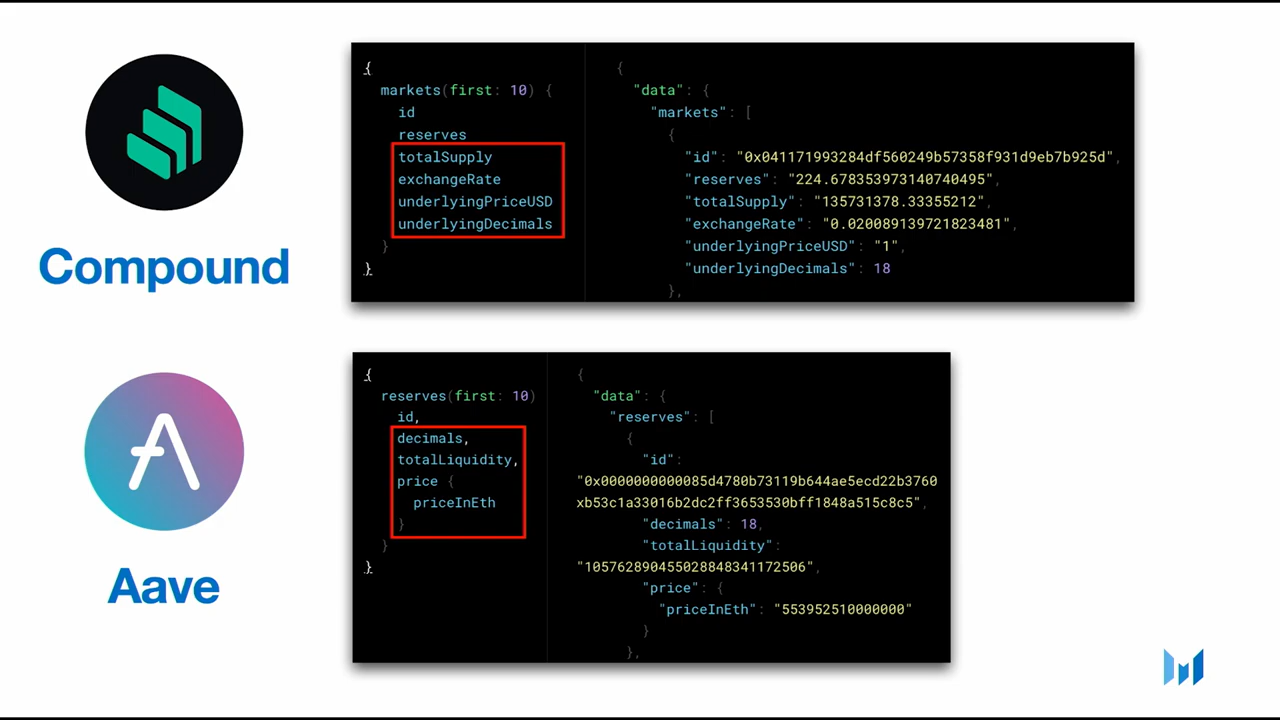 Compound
{
markets(first: 10) {
id
reserves
totalSupply
exchangeRate
underlyingPriceUSD
underlyingDecimals
}
}
{
"data": {
"markets": [
{
"id": "0x041171993284df560249b57358f931d9eb7b925d",
"reserves": "224.678353973140740495",
"totalSupply": "135731378.33355212",
"exchangeRate": "0.020089139721823481",
"underlyingPriceUSD": "1",
"underlyingDecimals": 18
},
Aave
{
reserves(first: 10)
id,
decimals,
totalLiquidity,
price {
priceInEth
}
}
}
{
"data": {
"reserves": [
{
"id":
"0x0000000000085d4780b73119b644ae5ecd22b3760
xb53c1a33016b2dc2ff3653530bff1848a515c8c5",
"decimals": 18,
"totalLiquidity":
"105762890455028848341172506",
"price": {
"priceInEth": "553952510000000"
}
},